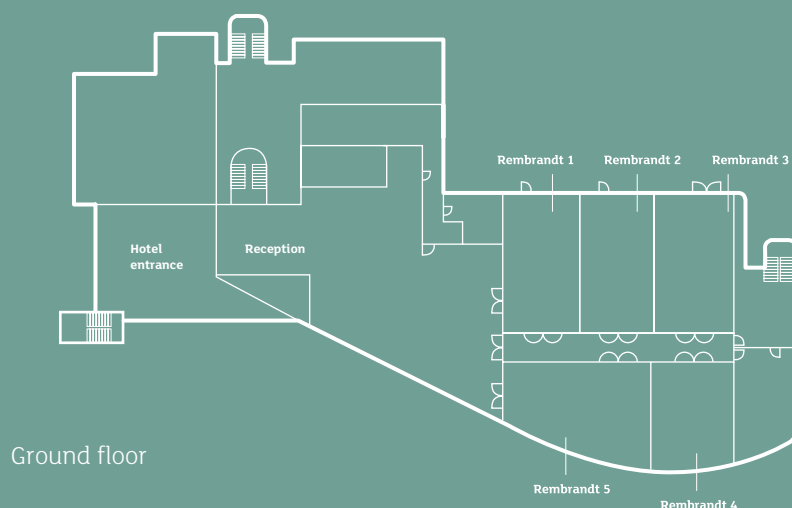 Rembrandt 1
Rembrandt 2
Rembrandt 3
Hotel
entrance
Reception
Ground floor
Rembrandt 5
Rembrandt 4